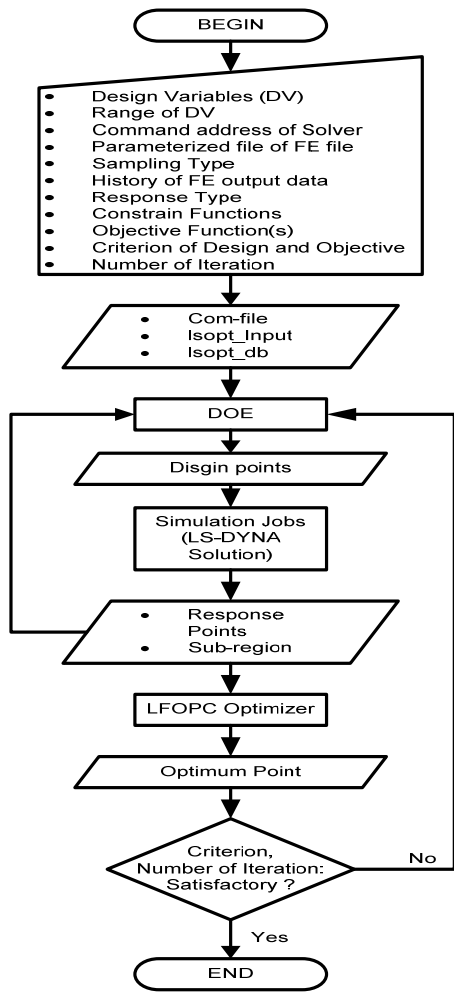 BEGIN
• Design Variables (DV)
• Range of DV
• Command address of Solver
• Parameterized file of FE file
• Sampling Type
• History of FE output data
• Response Type
• Constrain Functions
• Objective Function(s)
• Criterion of Design and Objective
• Number of Iteration
• Com-file
• lsopt_Input
• lsopt_db
DOE
Disgin points
Simulation Jobs
(LS-DYNA
Solution)
• Response
Points
• Sub-region
LFOPC Optimizer
Optimum Point
Criterion,
Number of Iteration:
Satisfactory ?
No
Yes
END